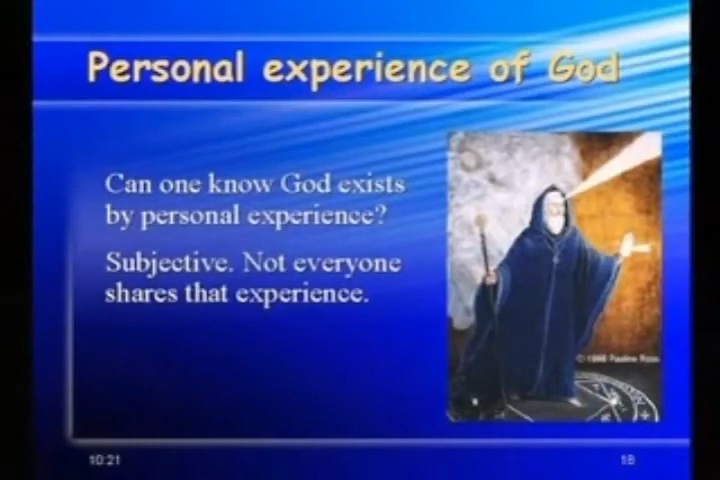 Personal experience of God
Can one know God exists
by personal experience?
Subjective. Not everyone
shares that experience.
10:21
18